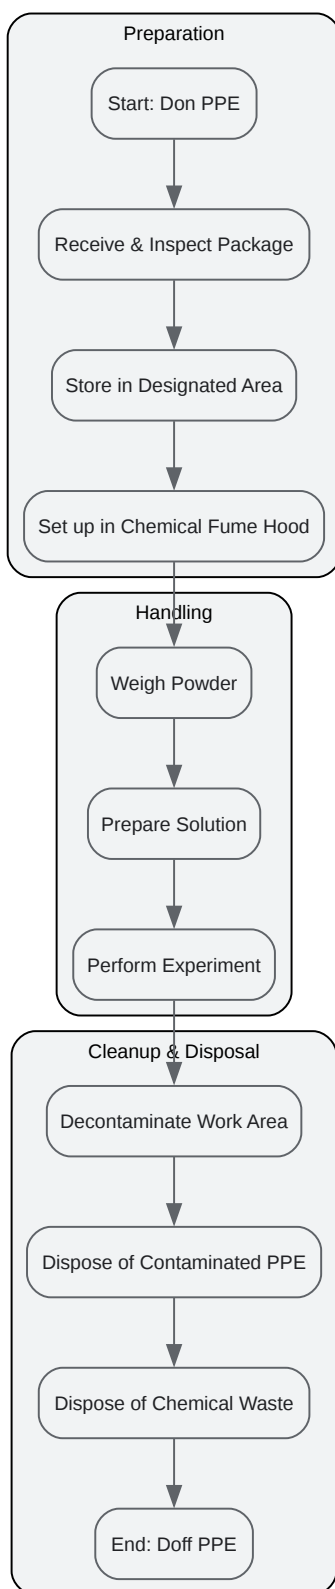 Preparation
Start: Don PPE
Receive & Inspect Package
Store in Designated Area
Set up in Chemical Fume Hood
Handling
Weigh Powder
Prepare Solution
Perform Experiment
Cleanup & Disposal
Decontaminate Work Area
Dispose of Contaminated PPE
Dispose of Chemical Waste
End: Doff PPE